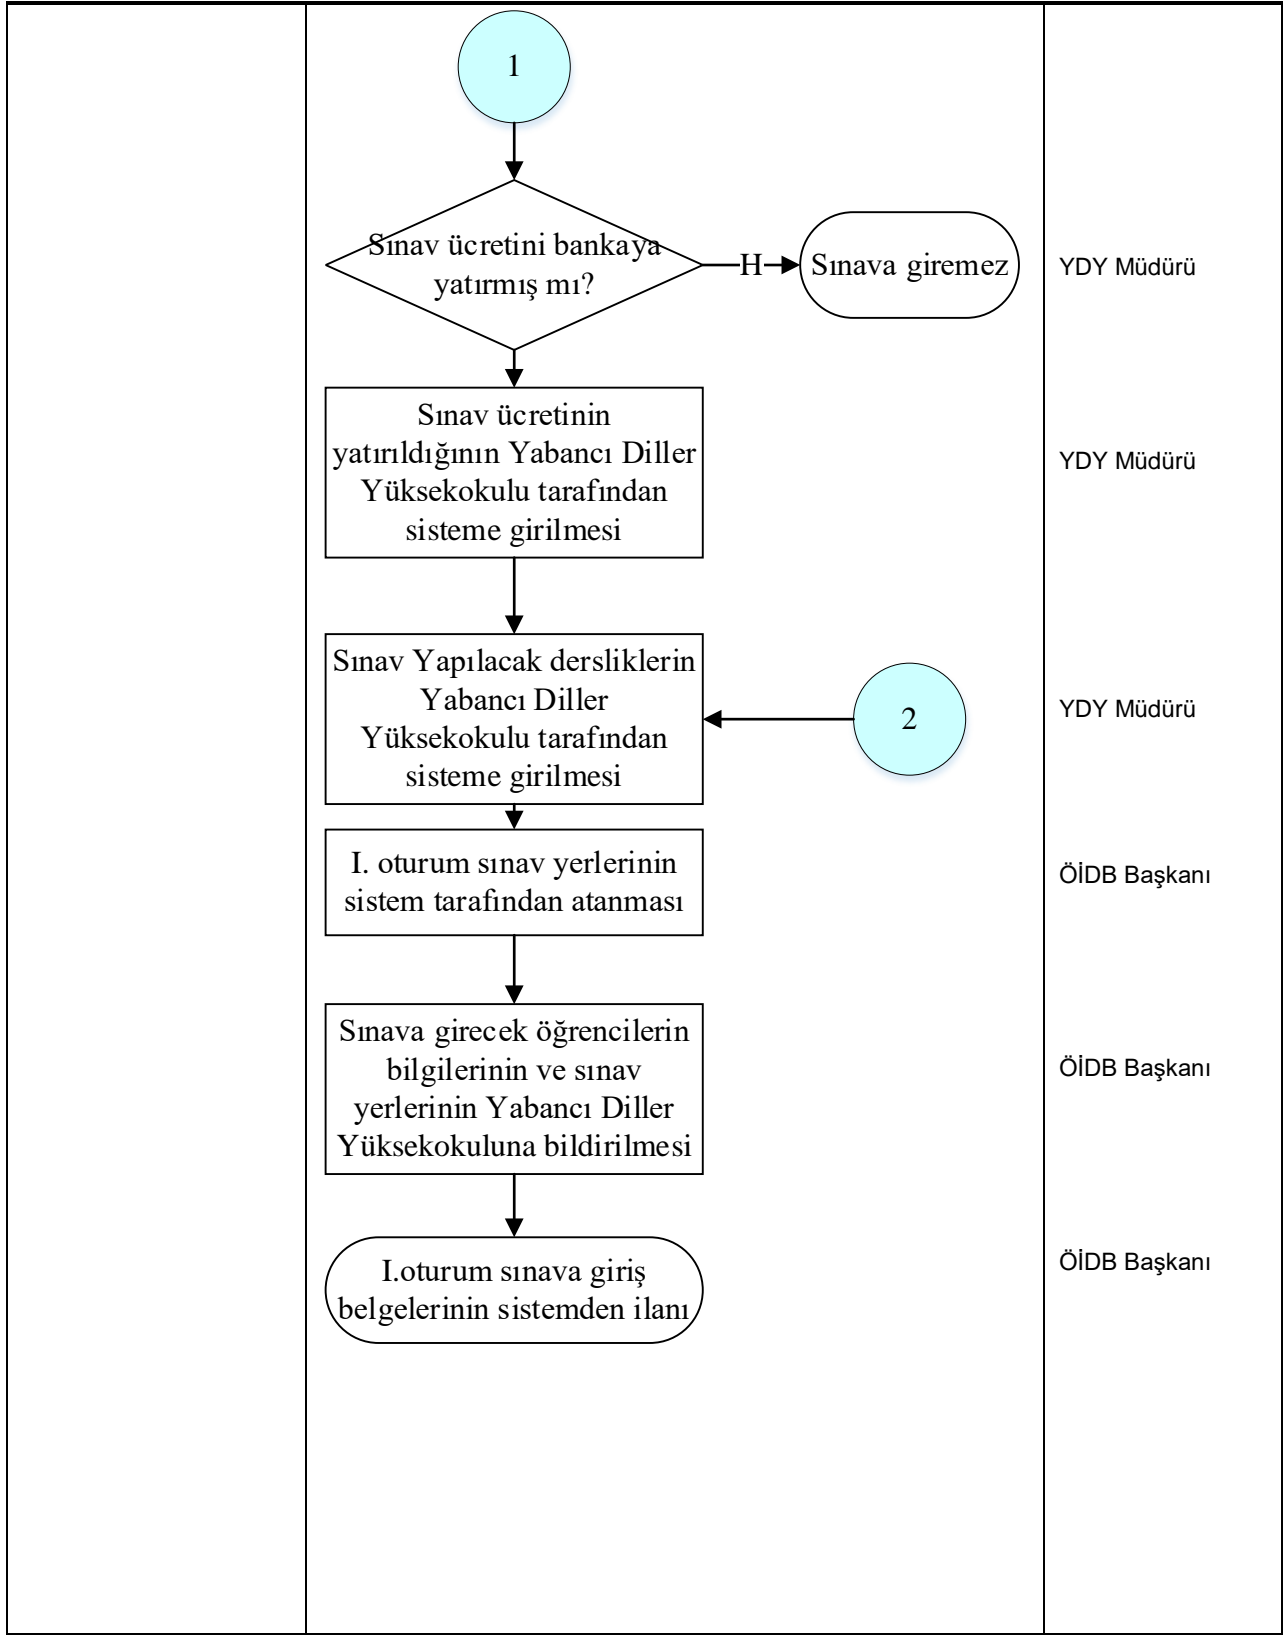 1
Sınav ücretini bankaya
yatırmış mı?
H
Sınava giremez
YDY Müdürü
Sınav ücretinin
yatırıldığının Yabancı Diller
Yüksekokulu tarafından
sisteme girilmesi
YDY Müdürü
Sınav Yapılacak dersliklerin
Yabancı Diller
Yüksekokulu tarafından
sisteme girilmesi
2
YDY Müdürü
I. oturum sınav yerlerinin
sistem tarafından atanması
ÖİDB Başkanı
Sınava girecek öğrencilerin
bilgilerinin ve sınav
yerlerinin Yabancı Diller
Yüksekokuluna bildirilmesi
ÖİDB Başkanı
I.oturum sınava giriş
belgelerinin sistemden ilanı
ÖİDB Başkanı